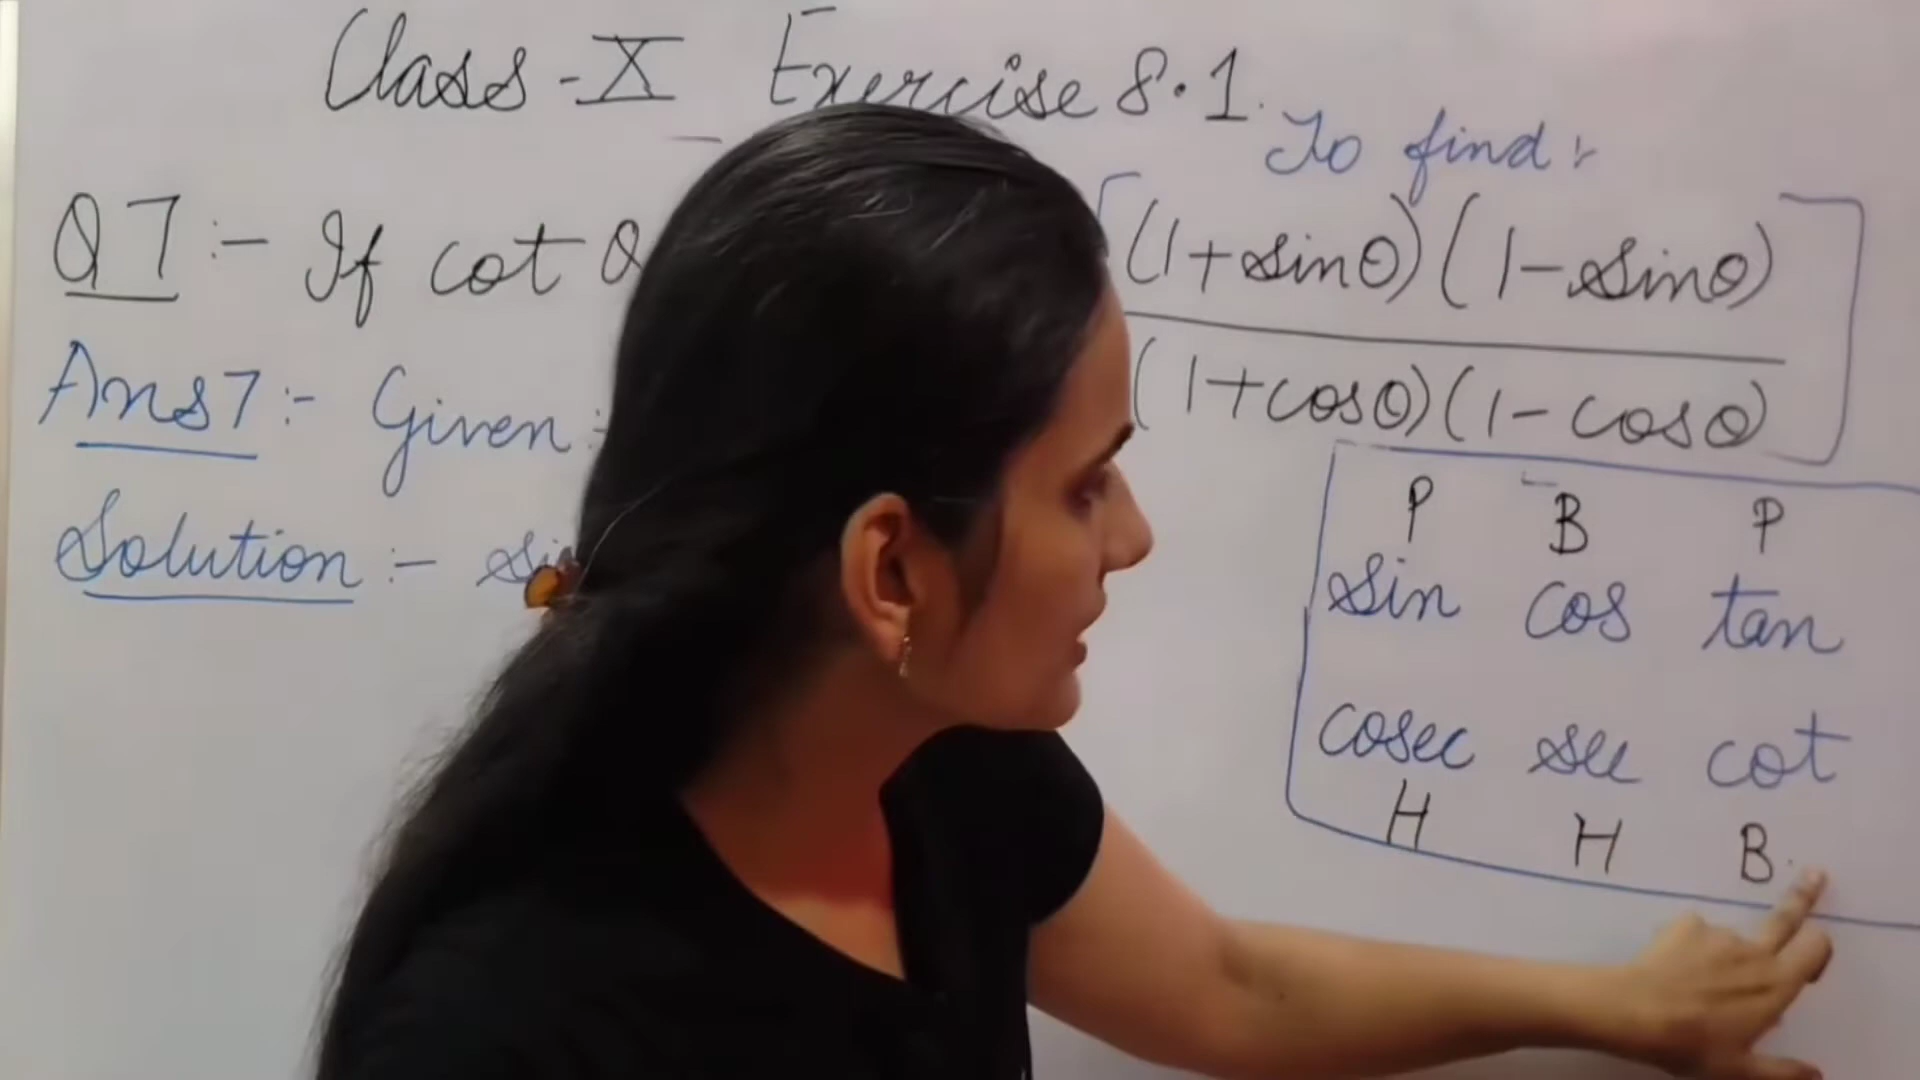 Class - X Exercise 8.1
To find :-
Q7 :- If cot θ
(1+sinθ)(1-sinθ)
(1+cosθ)(1-cosθ)
Ans7 :- Given :
Solution :-
P B P
sin cos tan
cosec sec cot
H H B